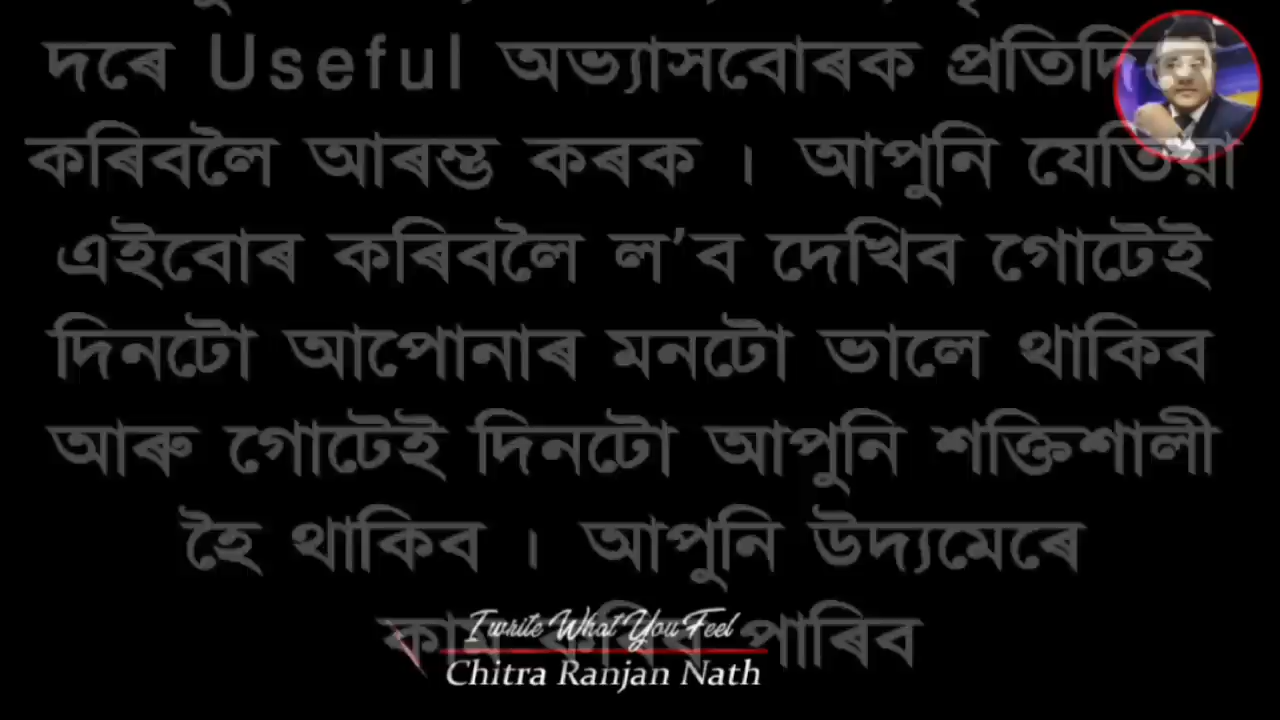 দৰে Useful অভ্যাসবোৰক
কৰিবলৈ আৰম্ভ কৰক । আপুনি যেতিয়া
এইবোৰ কৰিবলৈ ল’ব দেখিব গোটেই
দিনটো আপোনাৰ মনটো ভালে থাকিব
আৰু গোটেই দিনটো আপুনি শক্তিশালী
হৈ থাকিব । আপুনি উদ্যমেৰে
কাম কৰিব পাৰিব
I write What You Feel
Chitra Ranjan Nath